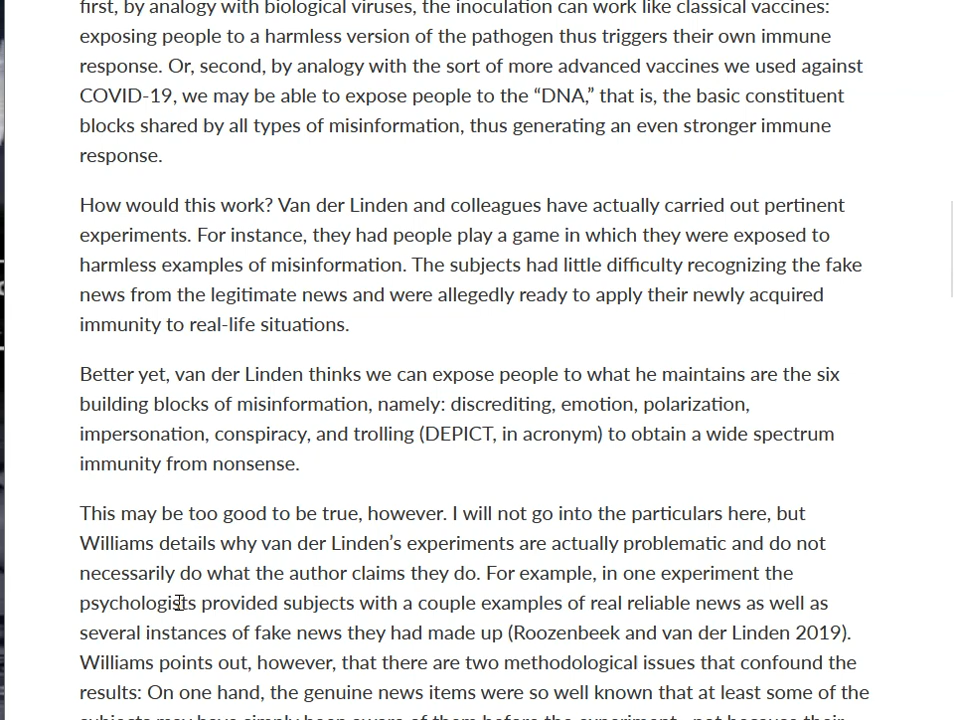 first, by analogy with biological viruses, the inoculation can work like classical vaccines:
exposing people to a harmless version of the pathogen thus triggers their own immune
response. Or, second, by analogy with the sort of more advanced vaccines we used against
COVID-19, we may be able to expose people to the “DNA,” that is, the basic constituent
blocks shared by all types of misinformation, thus generating an even stronger immune
response.
How would this work? Van der Linden and colleagues have actually carried out pertinent
experiments. For instance, they had people play a game in which they were exposed to
harmless examples of misinformation. The subjects had little difficulty recognizing the fake
news from the legitimate news and were allegedly ready to apply their newly acquired
immunity to real-life situations.
Better yet, van der Linden thinks we can expose people to what he maintains are the six
building blocks of misinformation, namely: discrediting, emotion, polarization,
impersonation, conspiracy, and trolling (DEPICT, in acronym) to obtain a wide spectrum
immunity from nonsense.
This may be too good to be true, however. I will not go into the particulars here, but
Williams details why van der Linden’s experiments are actually problematic and do not
necessarily do what the author claims they do. For example, in one experiment the
psychologists provided subjects with a couple examples of real reliable news as well as
several instances of fake news they had made up (Roozenbeek and van der Linden 2019).
Williams points out, however, that there are two methodological issues that confound the
results: On one hand, the genuine news items were so well known that at least some of the
subjects may have simply been aware of them before the experiment—not because their